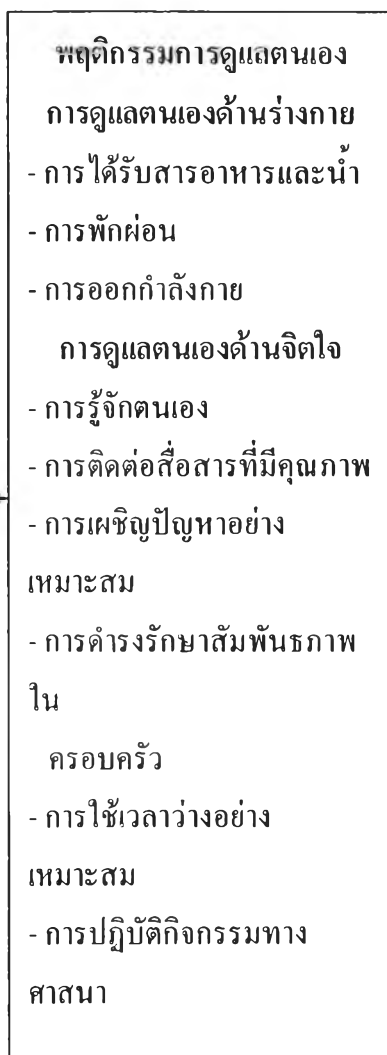 พฤติกรรมการดูแลตนเอง
การดูแลตนเองด้านร่างกาย
- การได้รับสารอาหารและน้ำ
- การพักผ่อน
- การออกกำลังกาย
การดูแลตนเองด้านจิตใจ
- การรู้จักตนเอง
- การติดต่อสื่อสารที่มีคุณภาพ
- การเผชิญปัญหาอย่าง
เหมาะสม
- การดำรงรักษาสัมพันธภาพ
ใน
ครอบครัว
- การใช้เวลาว่างอย่าง
เหมาะสม
- การปฏิบัติกิจกรรมทาง
ศาสนา